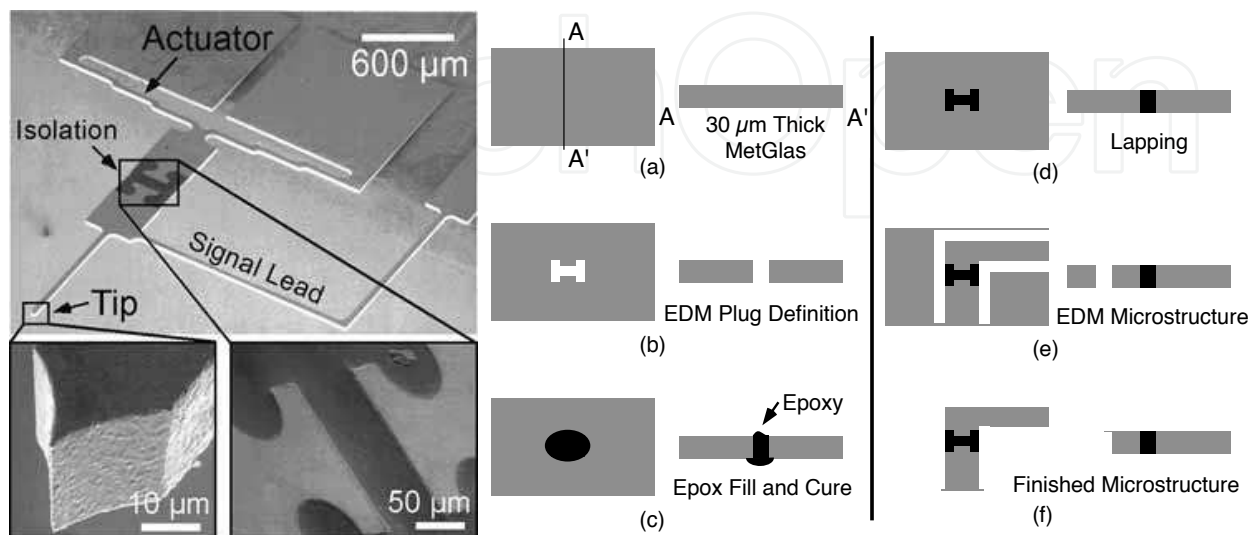 Actuator
600 µm
Isolation
Signal Lead
Tip
10 µm
50 µm
A
A'
A
A'
30 µm Thick
MetGlas
(a)
EDM Plug Definition
(b)
Epoxy
Epox Fill and Cure
(c)
Lapping
(d)
EDM Microstructure
(e)
Finished Microstructure
(f)